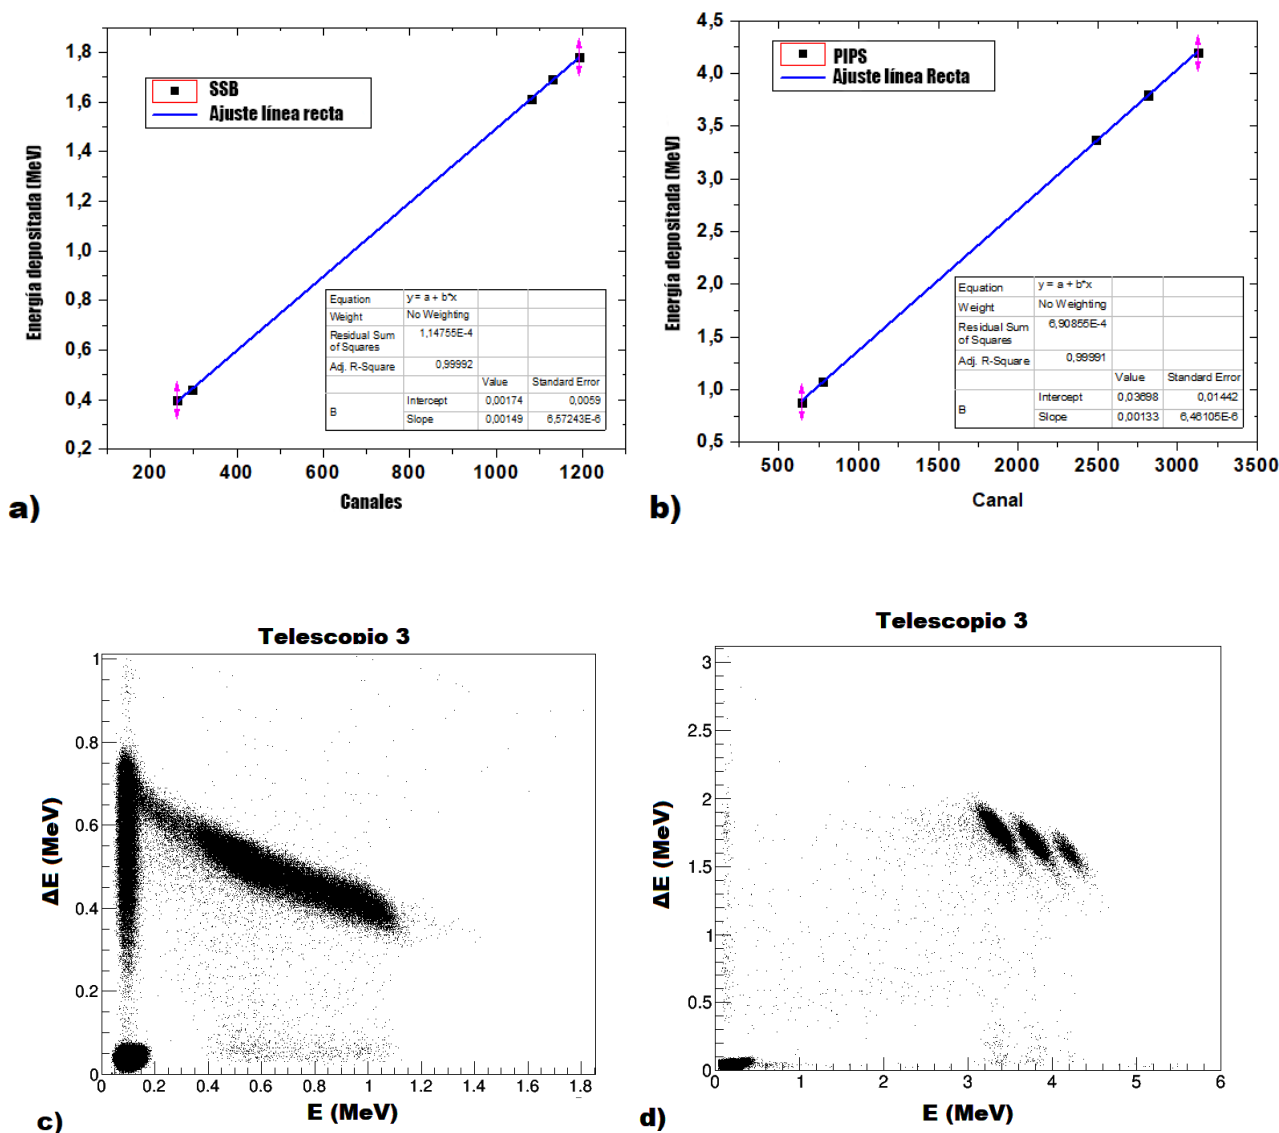 1,8
1,6
1,4
1,2
1,0
0,8
0,6
0,4
0,2
Energía depositada (MeV)
SSB
Ajuste línea recta
Equation y = a + b*x
Weight No Weighting
Residual Sum of Squares 1,14755E-4
Adj. R-Square 0,99992
Value Standard Error
B Intercept 0,00174 0,0059
Slope 0,00149 6,57243E-6
200 400 600 800 1000 1200
Canales
a)
4,5
4,0
3,5
3,0
2,5
2,0
1,5
1,0
0,5
Energía depositada (MeV)
PIPS
Ajuste línea Recta
Equation y = a + b*x
Weight No Weighting
Residual Sum of Squares 6,90855E-4
Adj. R-Square 0,99991
Value Standard Error
B Intercept 0,03698 0,01442
Slope 0,00133 6,46105E-6
500 1000 1500 2000 2500 3000 3500
Canal
b)
Telescopio 3
1
0.8
0.6
0.4
0.2
0
ΔE (MeV)
0 0.2 0.4 0.6 0.8 1 1.2 1.4 1.6 1.8
E (MeV)
c)
Telescopio 3
3
2.5
2
1.5
1
0.5
0
ΔE (MeV)
0 1 2 3 4 5 6
E (MeV)
d)